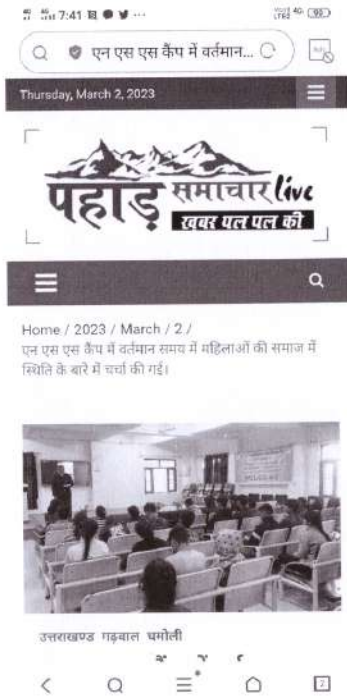 7:41
एन एस एस कैंप में वर्तमान...
Thursday, March 2, 2023
पहाड़ समाचार live
खबर पल पल की
Home / 2023 / March / 2 /
एन एस एस कैंप में वर्तमान समय में महिलाओं की समाज में
स्थिति के बारे में चर्चा की गई।
उत्तराखण्ड गढ़वाल चमोली